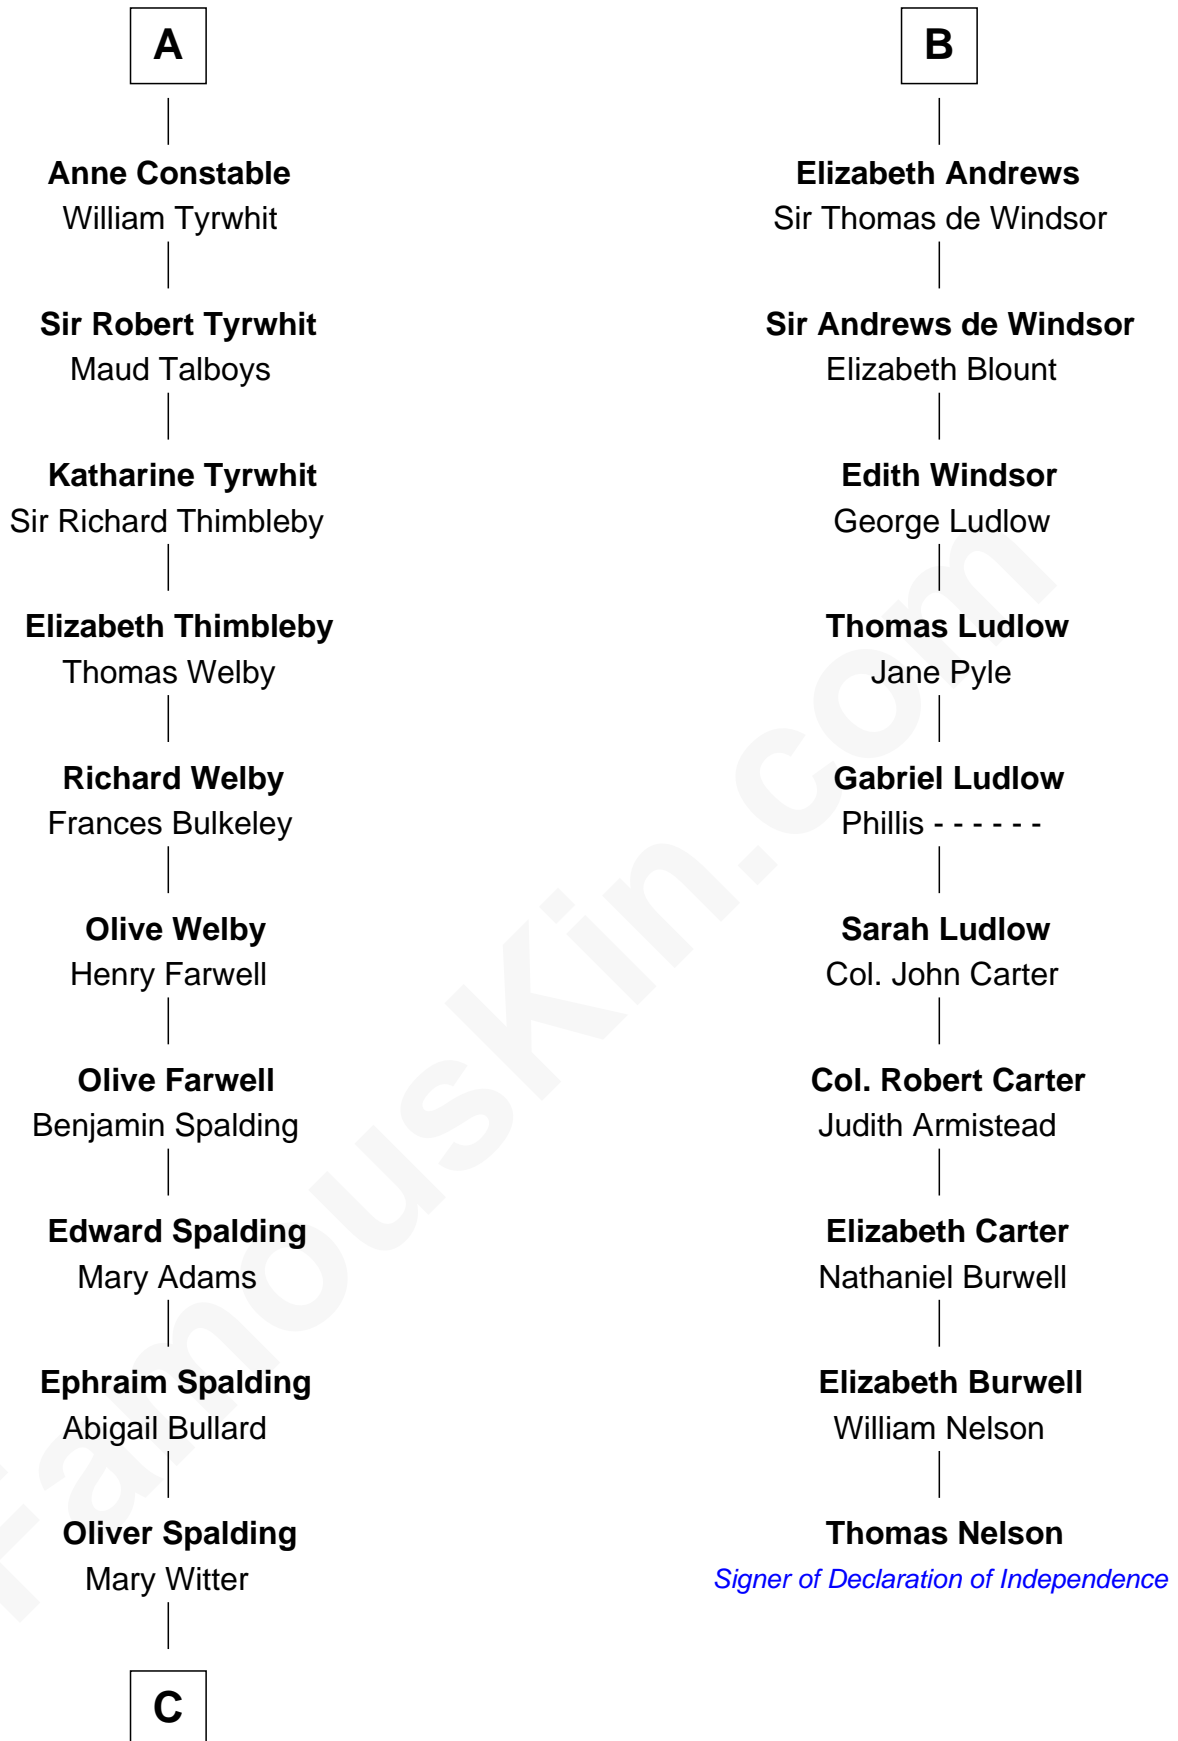 A
Anne Constable
William Tyrwhit
Sir Robert Tyrwhit
Maud Talboys
Katharine Tyrwhit
Sir Richard Thimbleby
Elizabeth Thimbleby
Thomas Welby
Richard Welby
Frances Bulkeley
Olive Welby
Henry Farwell
Olive Farwell
Benjamin Spalding
Edward Spalding
Mary Adams
Ephraim Spalding
Abigail Bullard
Oliver Spalding
Mary Witter
C
B
Elizabeth Andrews
Sir Thomas de Windsor
Sir Andrews de Windsor
Elizabeth Blount
Edith Windsor
George Ludlow
Thomas Ludlow
Jane Pyle
Gabriel Ludlow
Phillis - - - - - -
Sarah Ludlow
Col. John Carter
Col. Robert Carter
Judith Armistead
Elizabeth Carter
Nathaniel Burwell
Elizabeth Burwell
William Nelson
Thomas Nelson
Signer of Declaration of Independence
FamousKin.com